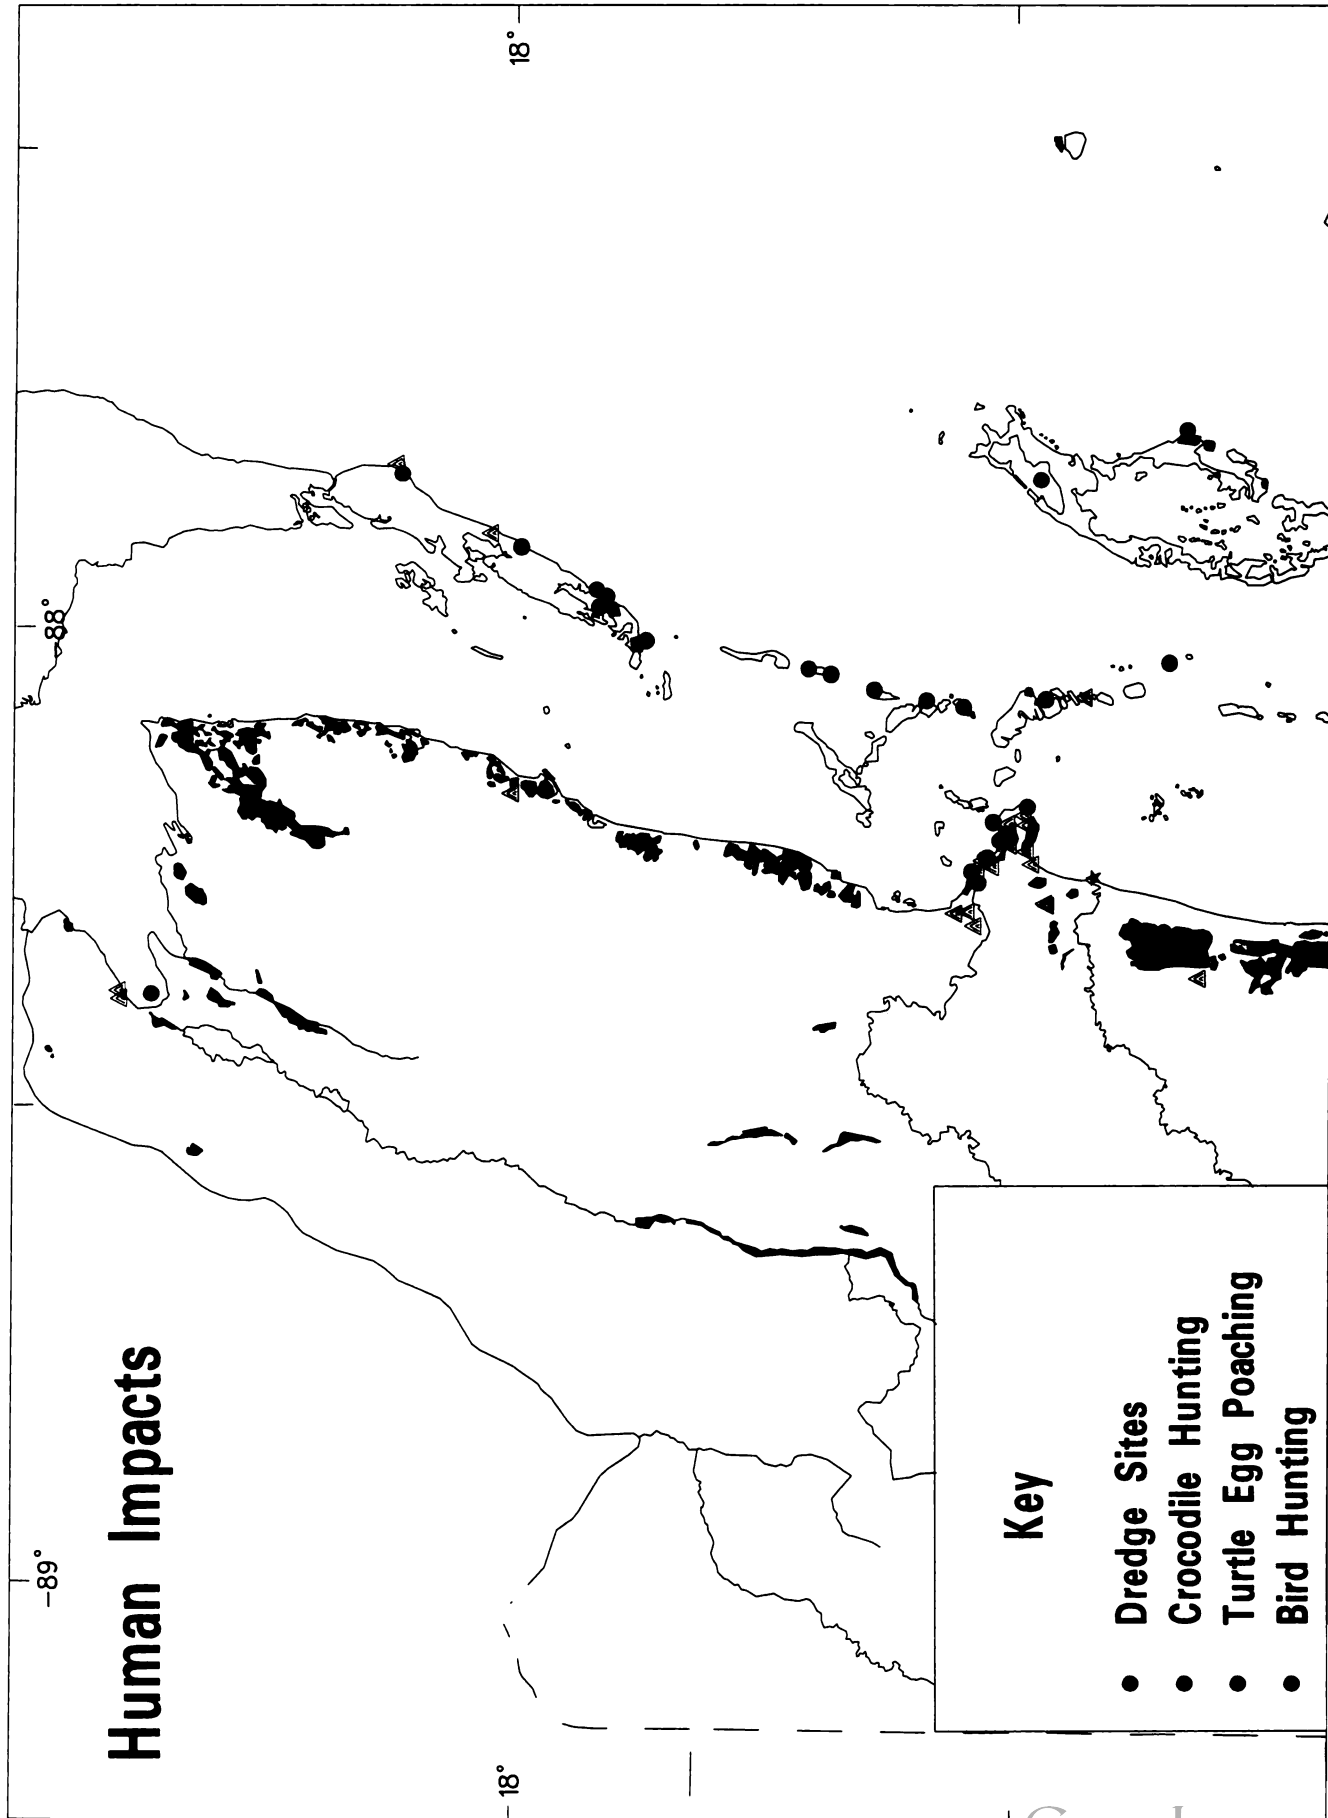 Human Impacts
18°
88°
-89°
18°
Key
Dredge Sites
Crocodile Hunting
Turtle Egg Poaching
Bird Hunting